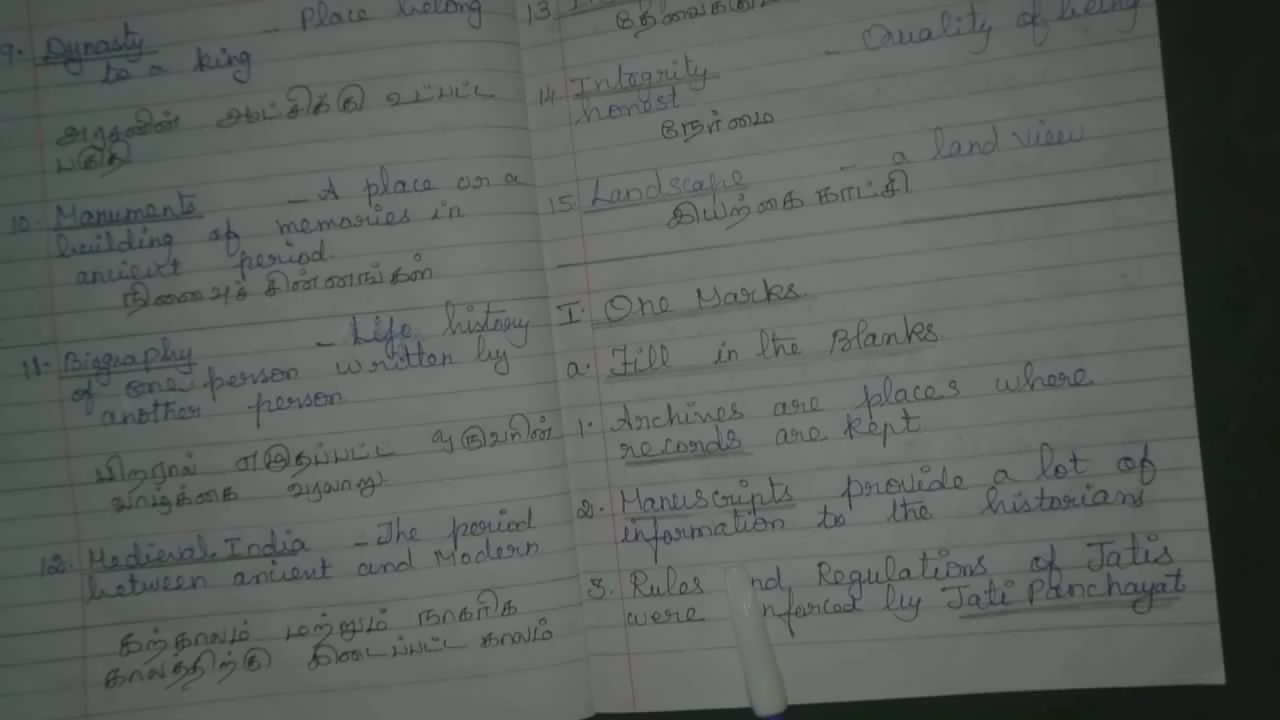 9. Dynasty - Place belong
to a king
அரசனின் ஆட்சிக்கு உட்பட்ட
பகுதி
10. Manuments - A place or a
building of memories in
ancient period
நினைவுச் சின்னங்கள்
11. Biography - Life history
of one person written by
another person
பிறரால் எழுதப்பட்ட ஒருவரின்
வாழ்க்கை வரலாறு
12. Medieval India - The period
between ancient and Modern
கற்காலம் மற்றும் நாகரிக
காலத்திற்கு இடைப்பட்ட காலம்
13.
14. Integrity - Quality of being
honest
நேர்மை
15. Landscape - a land view
இயற்கை காட்சி
I. One Marks
a. Fill in the Blanks
1. Archives are places where
records are kept
2. Manuscripts provide a lot of
information to the historians
3. Rules and Regulations of Jatis
were enforced by Jati Panchayat